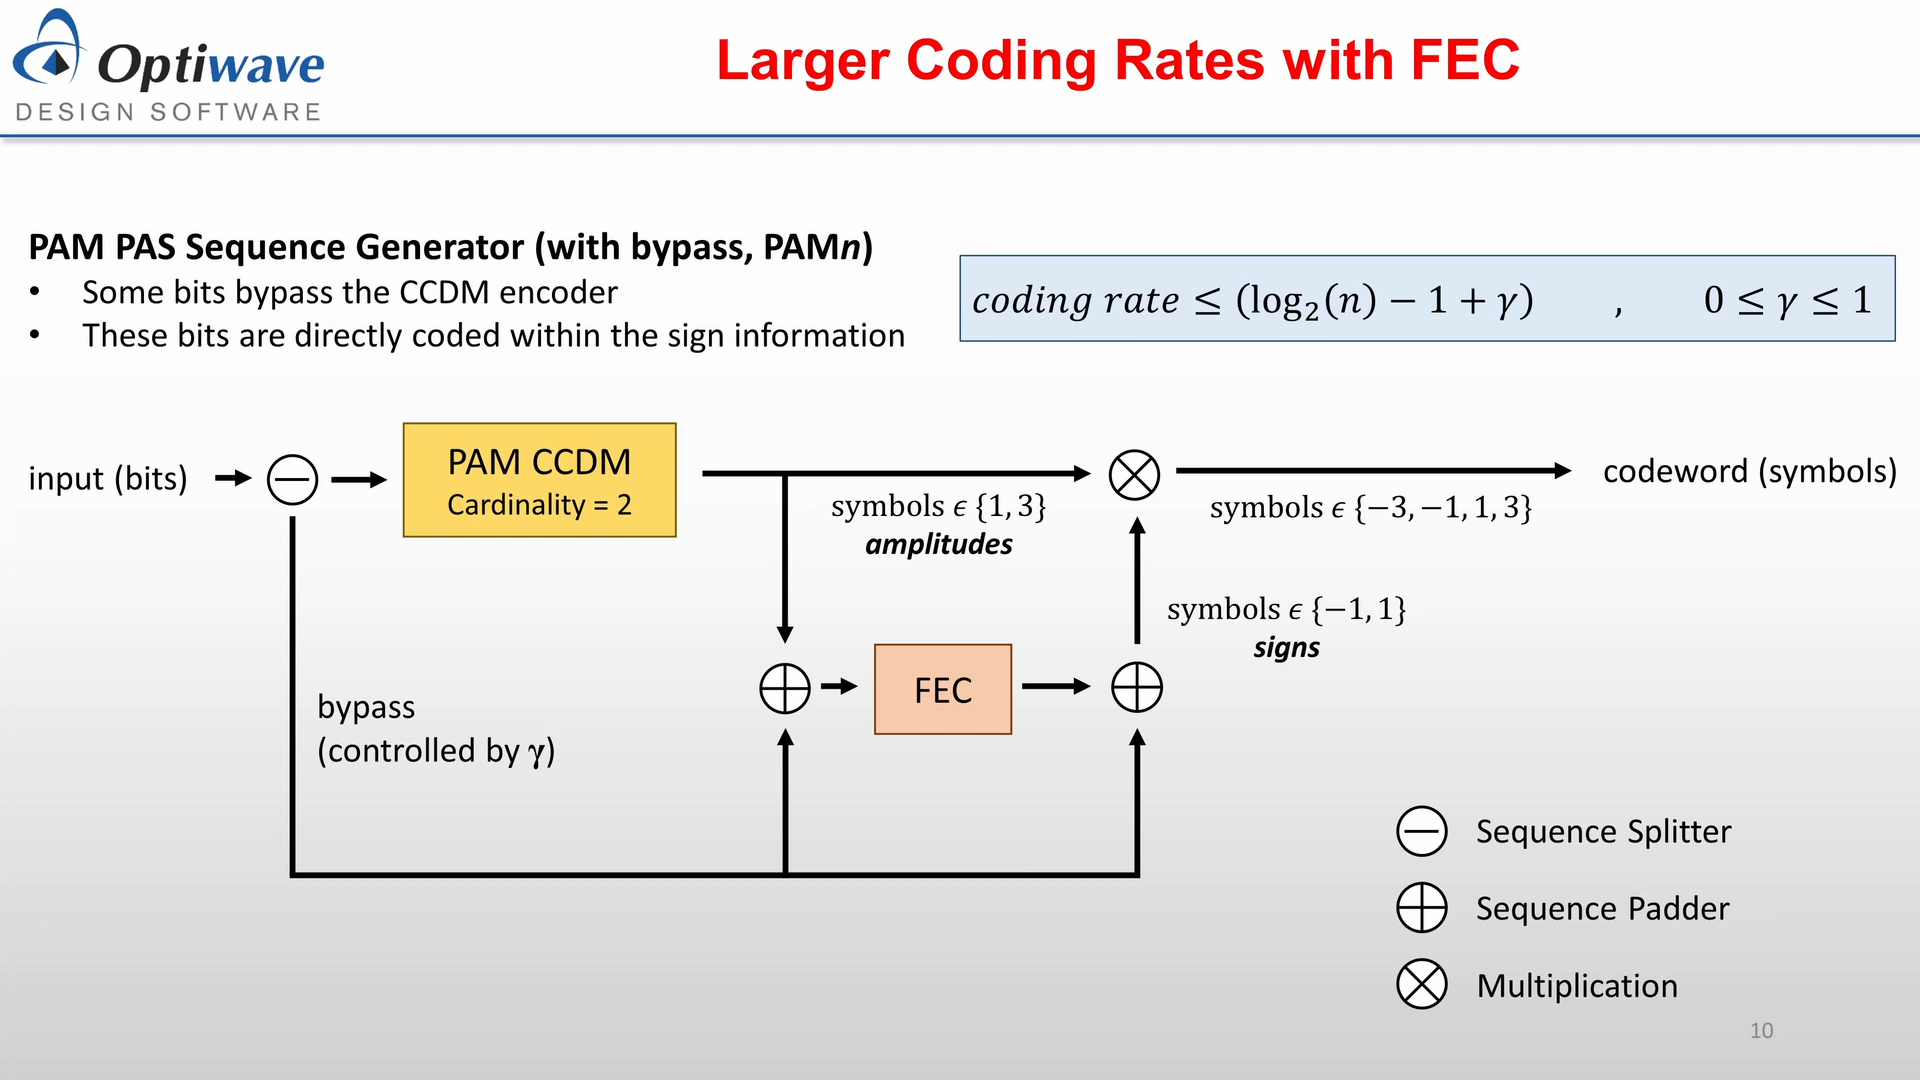 Optiwave
DESIGN SOFTWARE
Larger Coding Rates with FEC
PAM PAS Sequence Generator (with bypass, PAMn)
• Some bits bypass the CCDM encoder
• These bits are directly coded within the sign information
coding rate ≤ (log₂(n) − 1 + γ) , 0 ≤ γ ≤ 1
input (bits)
PAM CCDM
Cardinality = 2
symbols ϵ {1, 3}
amplitudes
symbols ϵ {−3, −1, 1, 3}
codeword (symbols)
symbols ϵ {−1, 1}
signs
FEC
bypass
(controlled by γ)
Sequence Splitter
Sequence Padder
Multiplication
10